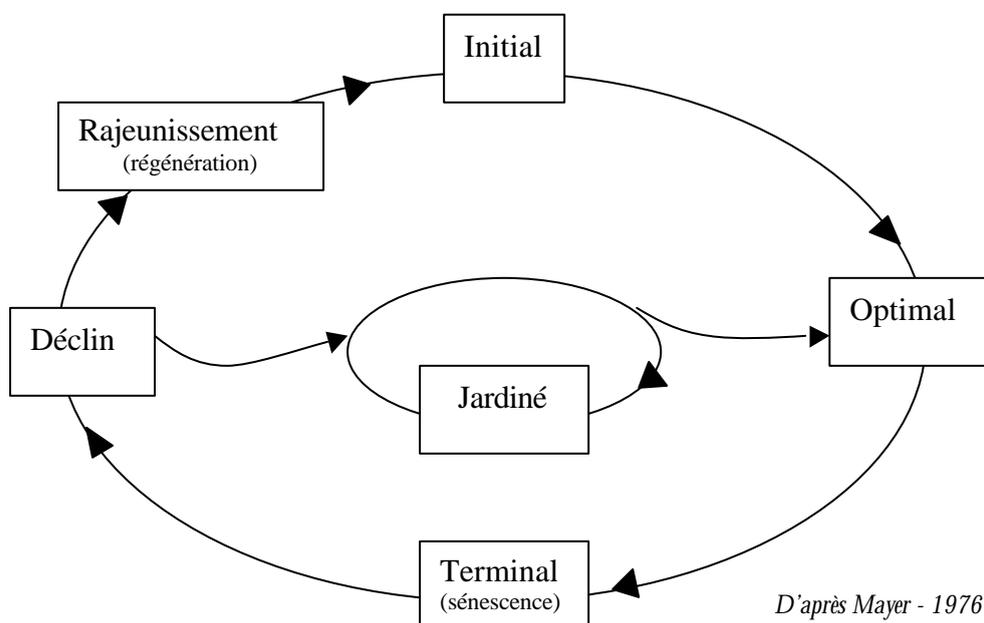 Initial
Rajeunissement
(régénération)
Optimal
Déclin
Jardiné
Terminal
(sénescence)
D'après Mayer - 1976